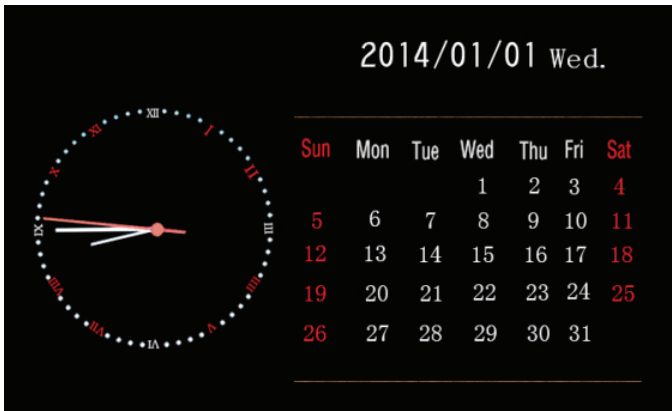 2014/01/01 Wed.
XII
I
II
III
IIII
V
VI
VII
VIII
IX
X
XI
Sun Mon Tue Wed Thu Fri Sat
1 2 3 4
5 6 7 8 9 10 11
12 13 14 15 16 17 18
19 20 21 22 23 24 25
26 27 28 29 30 31